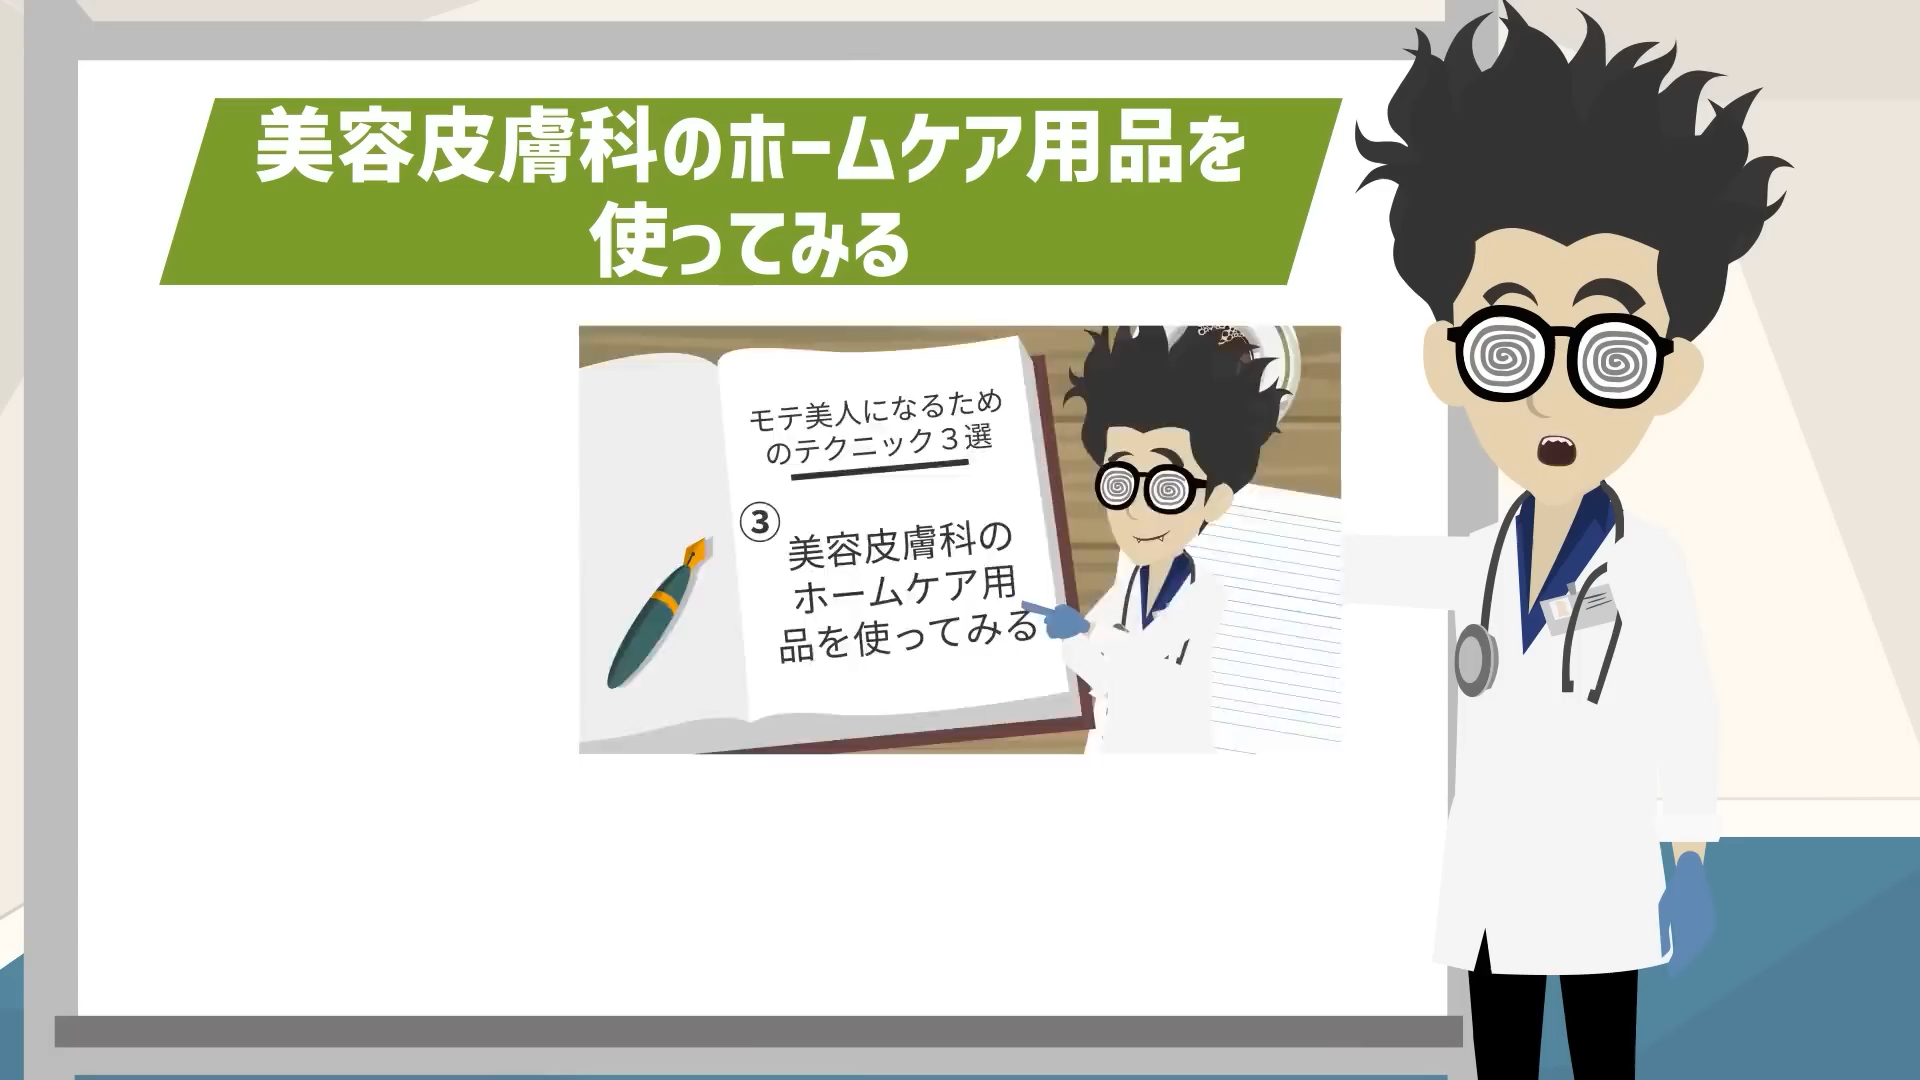 美容皮膚科のホームケア用品を
使ってみる
モテ美人になるため
のテクニック３選
③
美容皮膚科の
ホームケア用
品を使ってみる